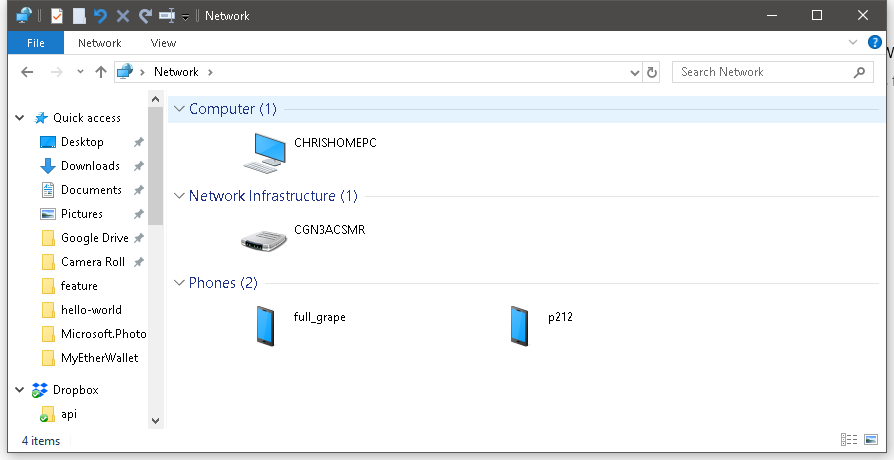 Network
File Network View
Network
Search Network
Quick access
Desktop
Downloads
Documents
Pictures
Google Drive
Camera Roll
feature
hello-world
Microsoft.Photo
MyEtherWallet
Dropbox
api
Computer (1)
CHRISHOMEPC
Network Infrastructure (1)
CGN3ACSMR
Phones (2)
full_grape
p212
4 items